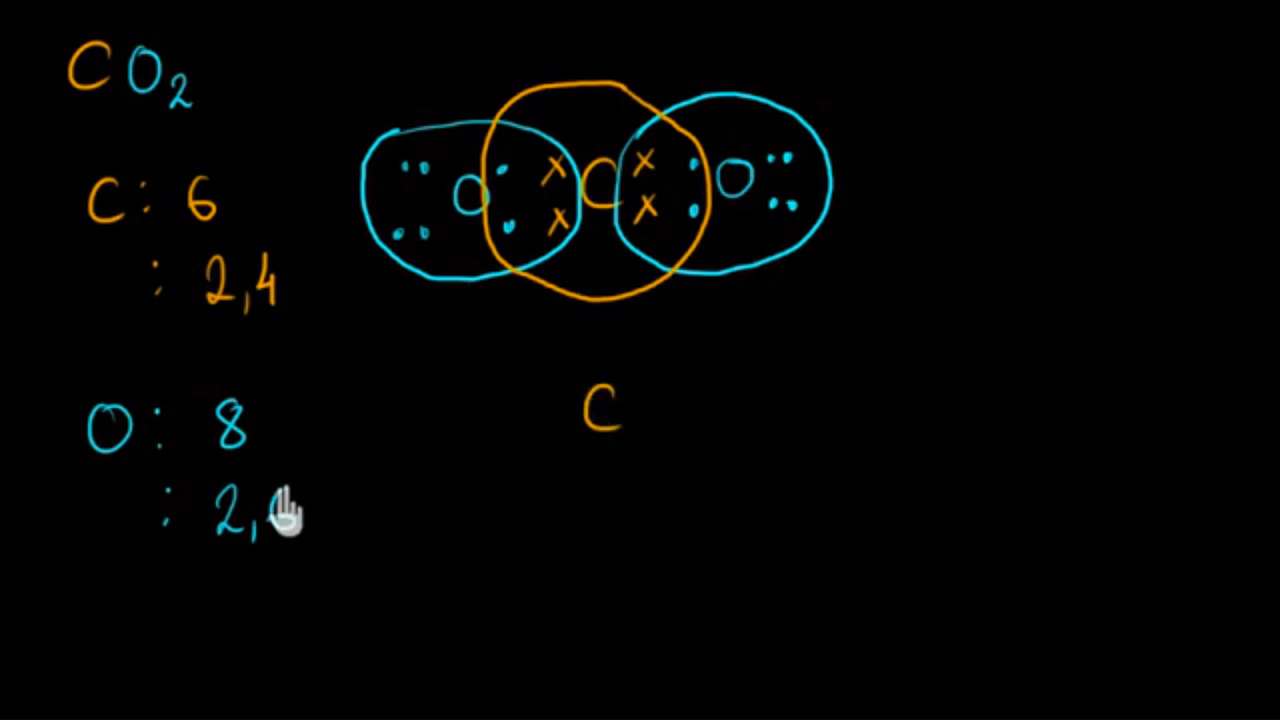 CO₂
C: 6
: 2,4
O C O
O: 8
C
: 2,